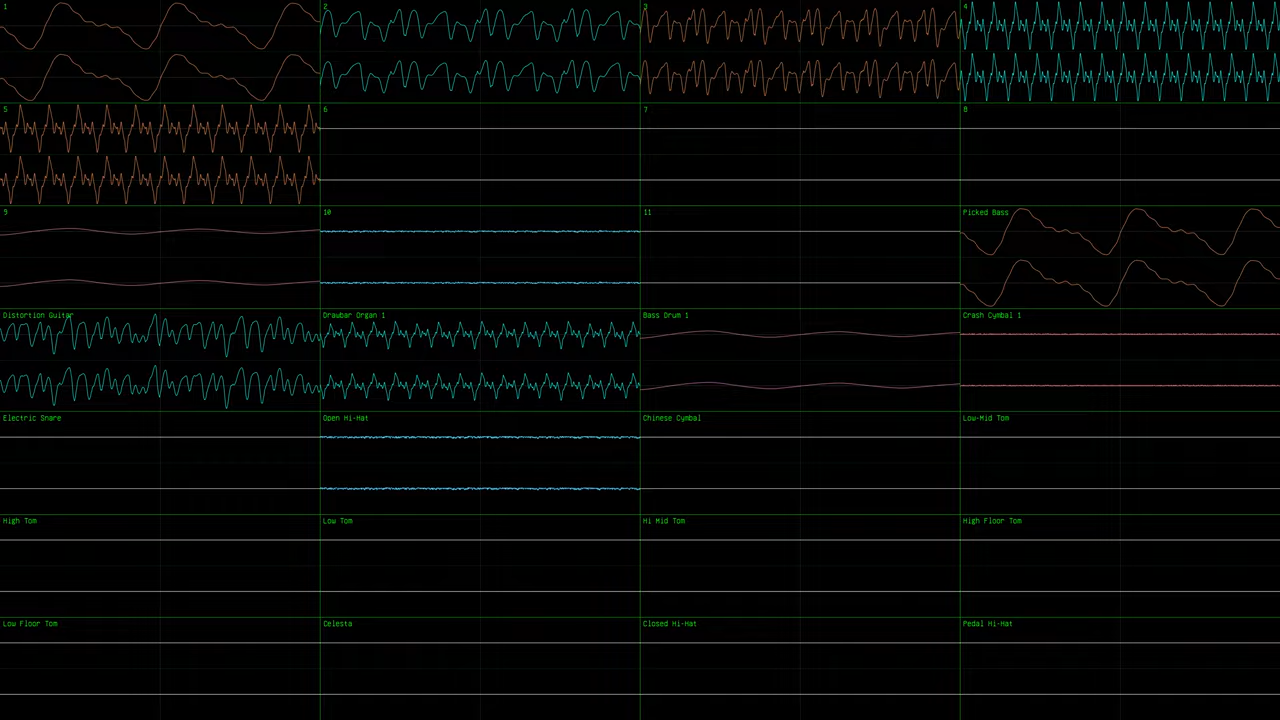 1
2
3
4
5
6
7
8
9
10
11
Picked Bass
Distortion Guitar
Drawbar Organ 1
Bass Drum 1
Crash Cymbal 1
Electric Snare
Open Hi-Hat
Chinese Cymbal
Low-Mid Tom
High Tom
Low Tom
Hi Mid Tom
High Floor Tom
Low Floor Tom
Celesta
Closed Hi-Hat
Pedal Hi-Hat